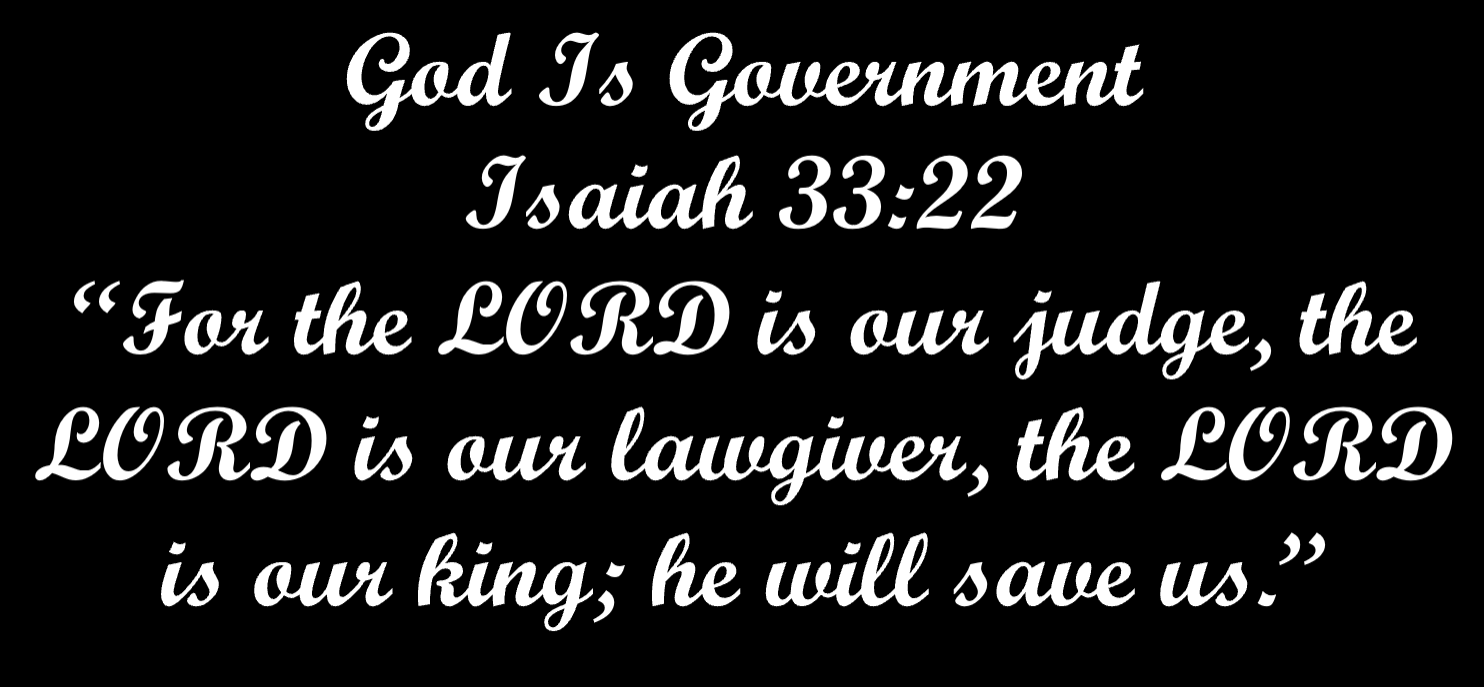 God Is Government
Isaiah 33:22
“For the LORD is our judge, the
LORD is our lawgiver, the LORD
is our king; he will save us.”